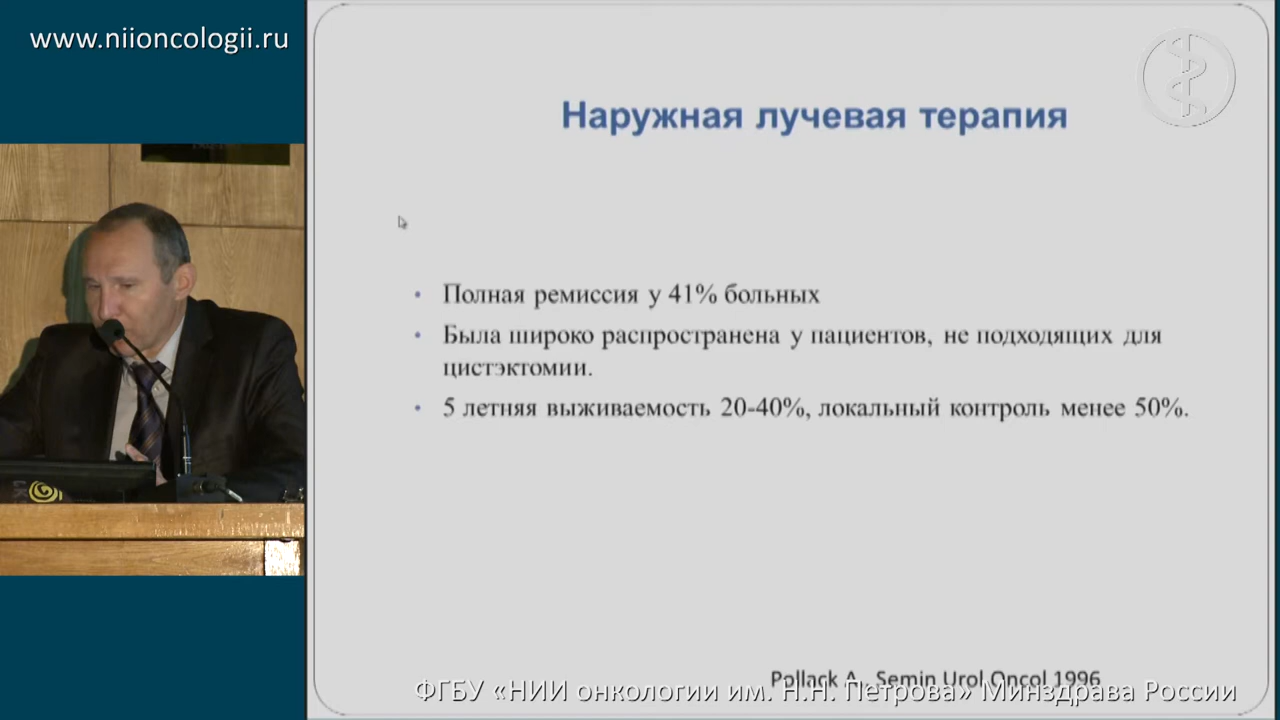 www.niioncologii.ru
Наружная лучевая терапия
• Полная ремиссия у 41% больных
• Была широко распространена у пациентов, не подходящих для
цистэктомии.
• 5 летняя выживаемость 20-40%, локальный контроль менее 50%.
Pollack A. Semin Urol Oncol 1996
ФГБУ «НИИ онкологии им. Н.Н. Петрова» Минздрава России